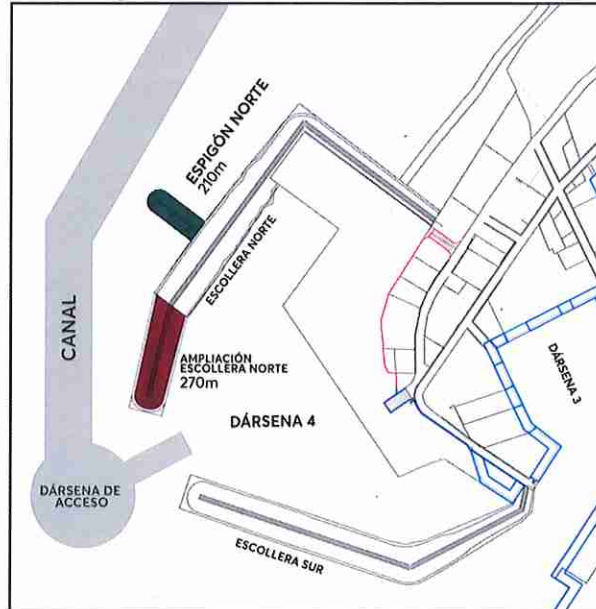 ESPIGÓN NORTE
210m
ESCOLLERA NORTE
CANAL
AMPLIACIÓN
ESCOLLERA NORTE
270m
DÁRSENA 3
DÁRSENA 4
DÁRSENA DE
ACCESO
ESCOLLERA SUR